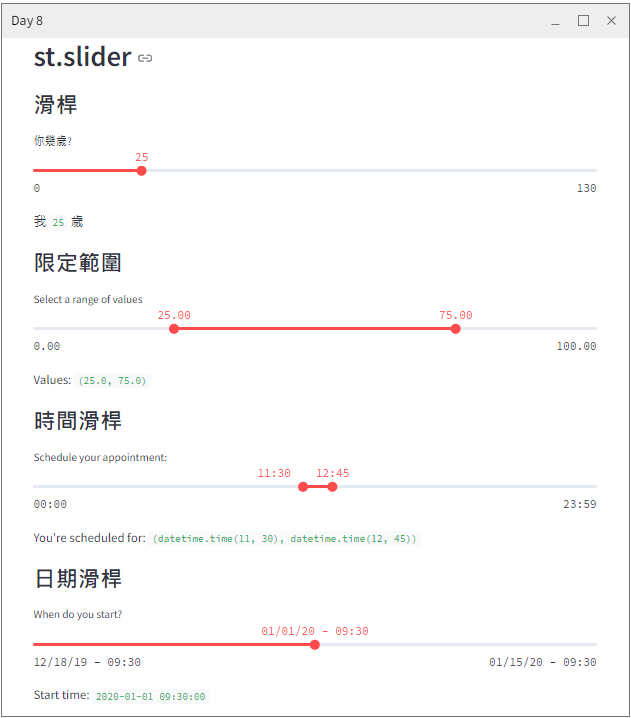 Day 8
st.slider
滑桿
你幾歲?
25
0 130
我 25 歲
限定範圍
Select a range of values
25.00 75.00
0.00 100.00
Values: (25.0, 75.0)
時間滑桿
Schedule your appointment:
11:30 12:45
00:00 23:59
You're scheduled for: (datetime.time(11, 30), datetime.time(12, 45))
日期滑桿
When do you start?
01/01/20 - 09:30
12/18/19 - 09:30 01/15/20 - 09:30
Start time: 2020-01-01 09:30:00